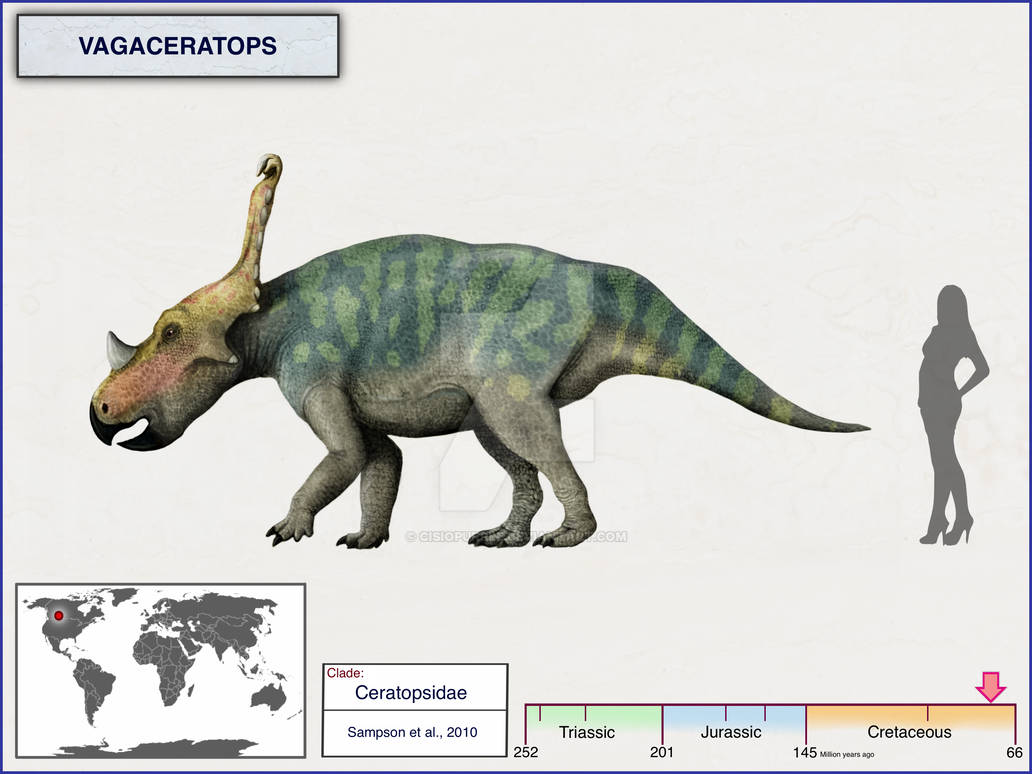 VAGACERATOPS
Clade:
Ceratopsidae
Sampson et al., 2010
Triassic
Jurassic
Cretaceous
252
201
145 Million years ago
66